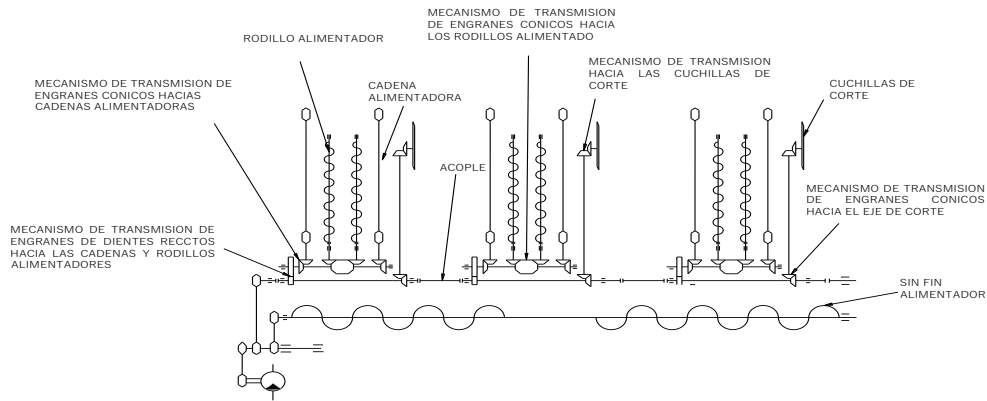 MECANISMO DE TRANSMISION
DE ENGRANES CONICOS HACIA
LOS RODILLOS ALIMENTADO
RODILLO ALIMENTADOR
MECANISMO DE TRANSMISION
HACIA LAS CUCHILLAS DE
CORTE
MECANISMO DE TRANSMISION DE
ENGRANES CONICOS HACIAS
CADENAS ALIMENTADORAS
CADENA
ALIMENTADORA
CUCHILLAS DE
CORTE
ACOPLE
MECANISMO DE TRANSMISION
DE ENGRANES CONICOS
HACIA EL EJE DE CORTE
MECANISMO DE TRANSMISION DE
ENGRANES DE DIENTES RECCTOS
HACIA LAS CADENAS Y RODILLOS
ALIMENTADORES
SIN FIN
ALIMENTADOR